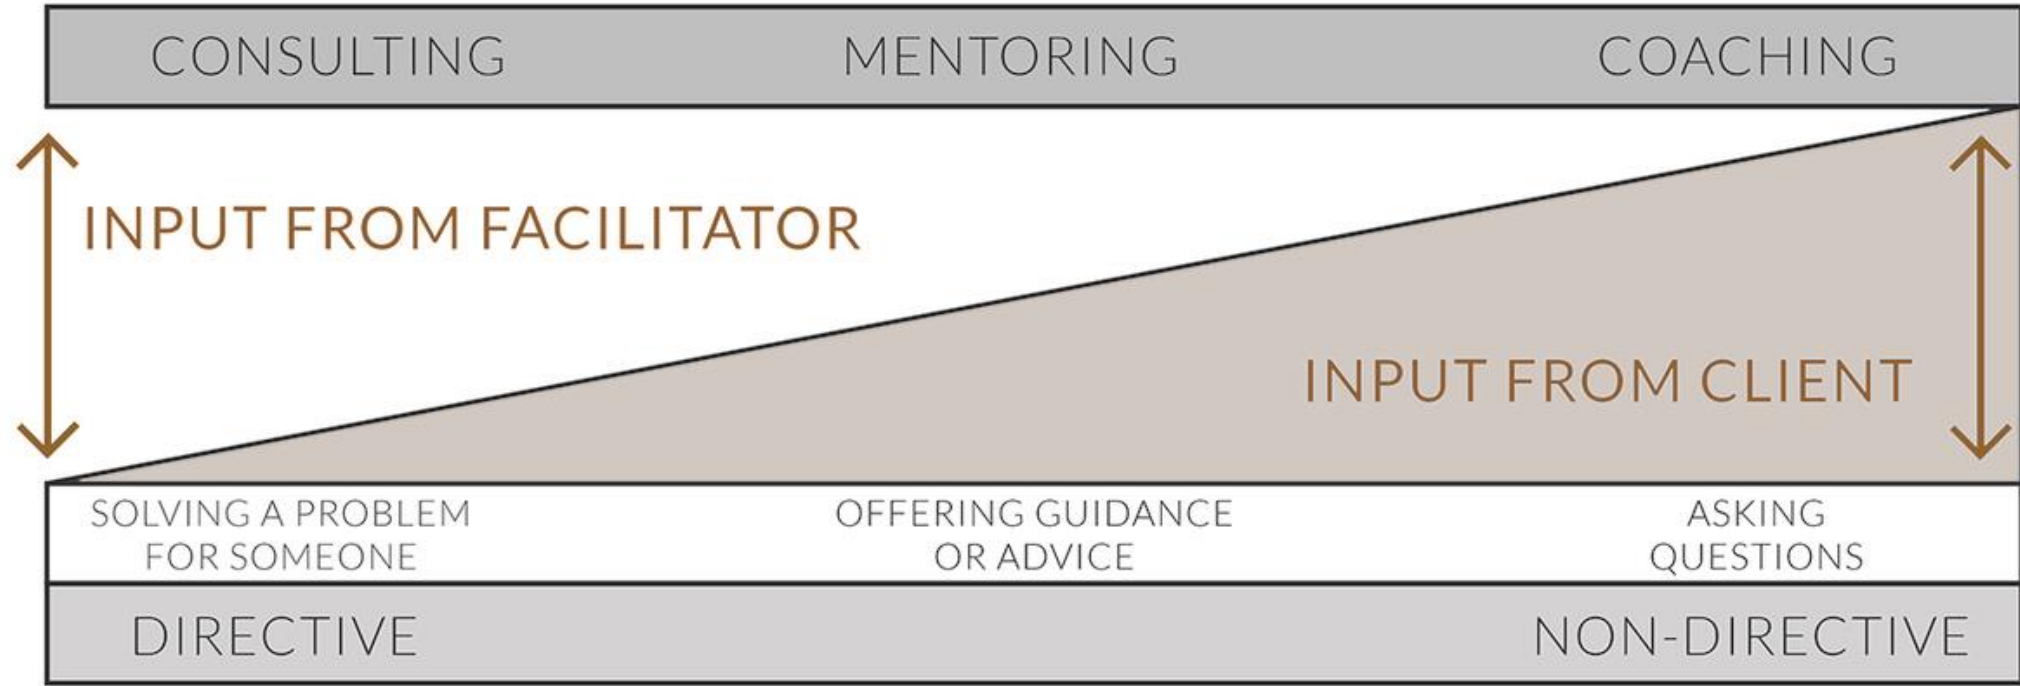 CONSULTING MENTORING COACHING
INPUT FROM FACILITATOR
INPUT FROM CLIENT
SOLVING A PROBLEM
FOR SOMEONE
OFFERING GUIDANCE
OR ADVICE
ASKING
QUESTIONS
DIRECTIVE NON-DIRECTIVE